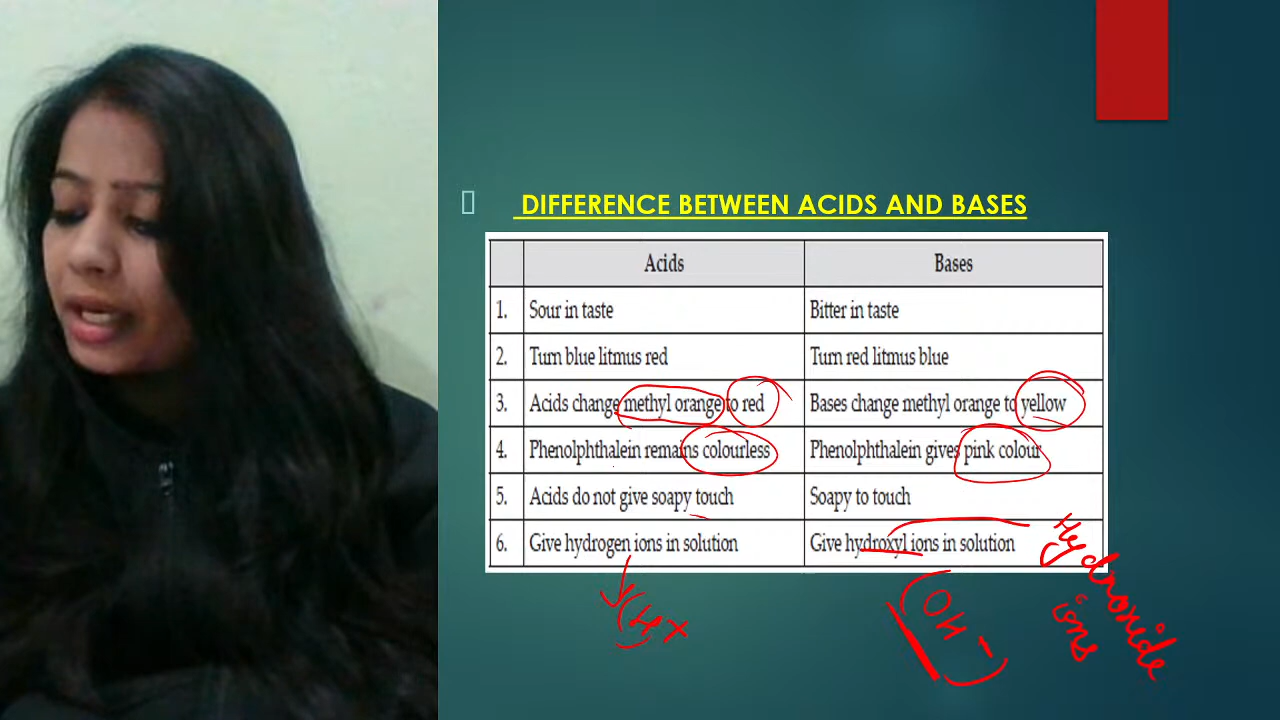 DIFFERENCE BETWEEN ACIDS AND BASES
Acids Bases
1. Sour in taste Bitter in taste
2. Turn blue litmus red Turn red litmus blue
3. Acids change methyl orange to red Bases change methyl orange to yellow
4. Phenolphthalein remains colourless Phenolphthalein gives pink colour
5. Acids do not give soapy touch Soapy to touch
6. Give hydrogen ions in solution Give hydroxyl ions in solution
(H+
(OH-)
Hydroxide
ions